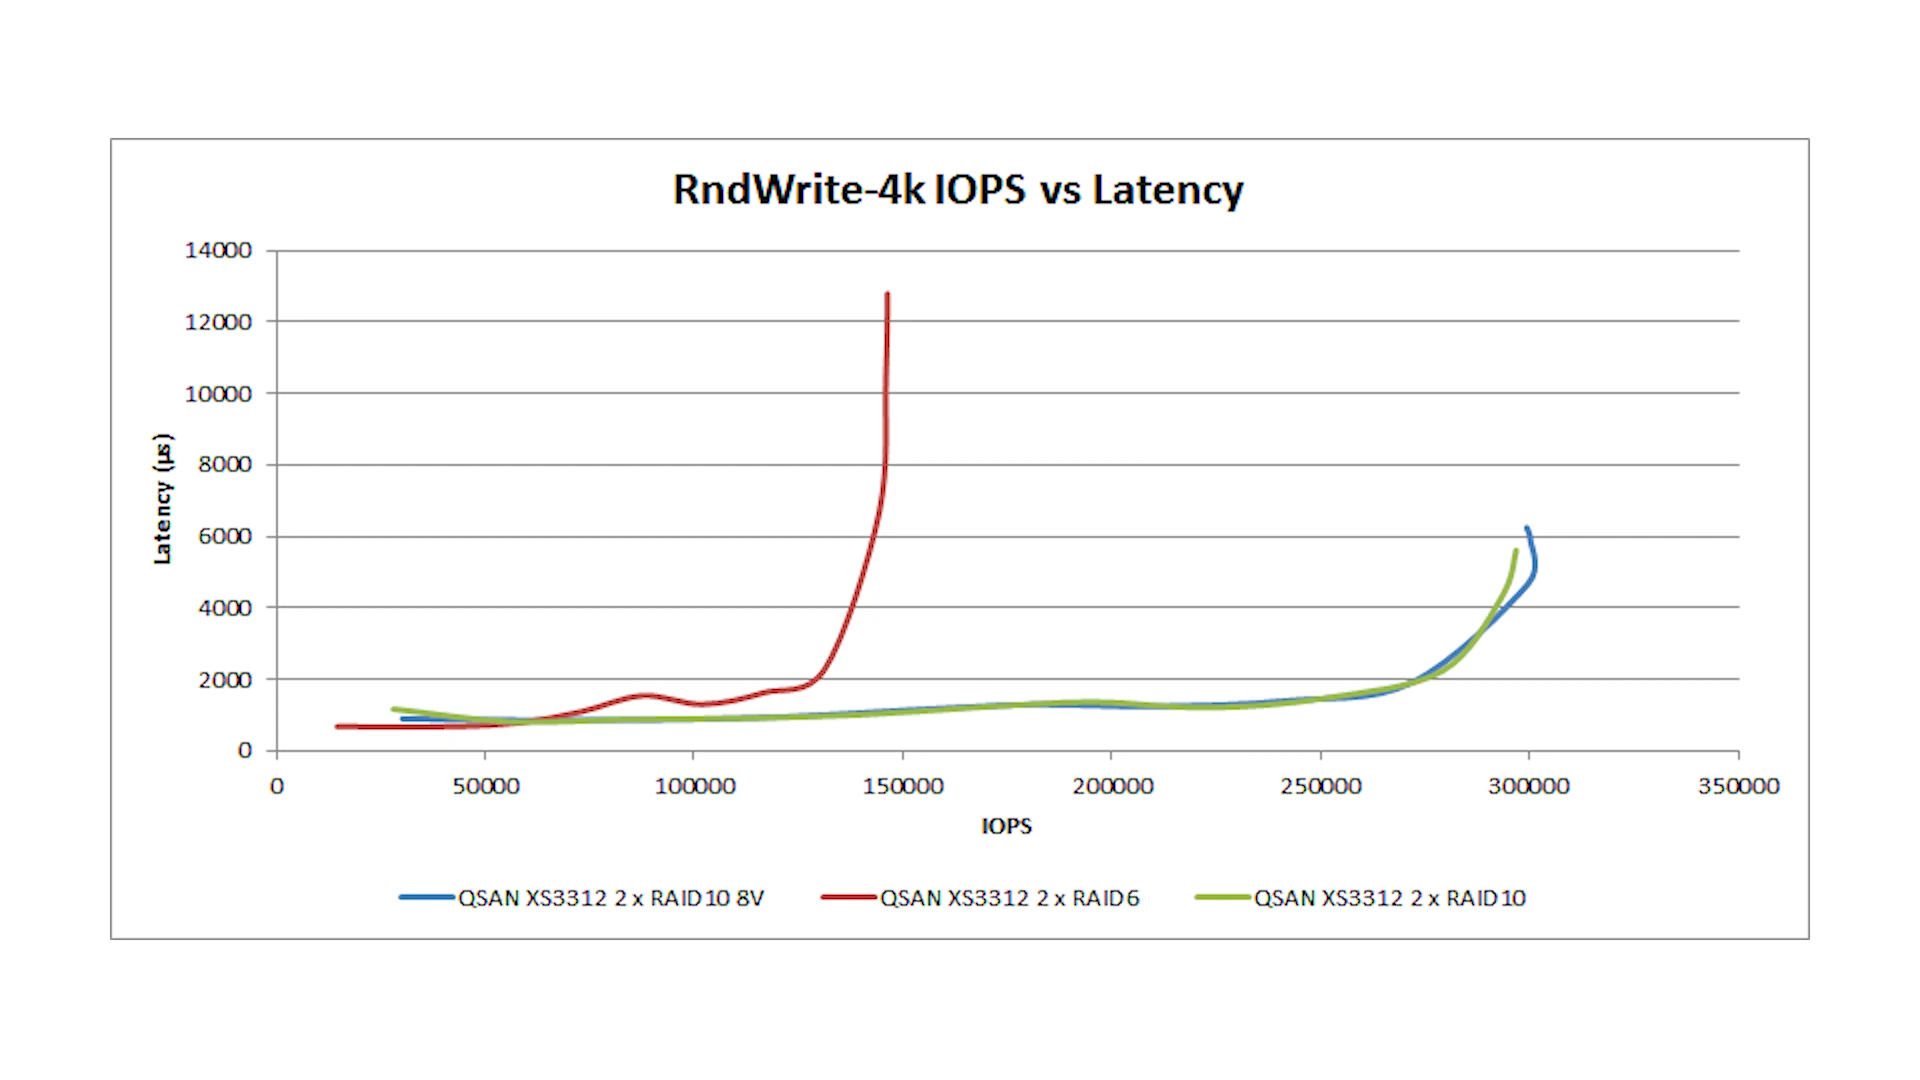 RndWrite-4k IOPS vs Latency
14000
12000
10000
8000
6000
4000
2000
0
Latency (µs)
0 50000 100000 150000 200000 250000 300000 350000
IOPS
QSAN XS3312 2 x RAID10 8V QSAN XS3312 2 x RAID6 QSAN XS3312 2 x RAID10